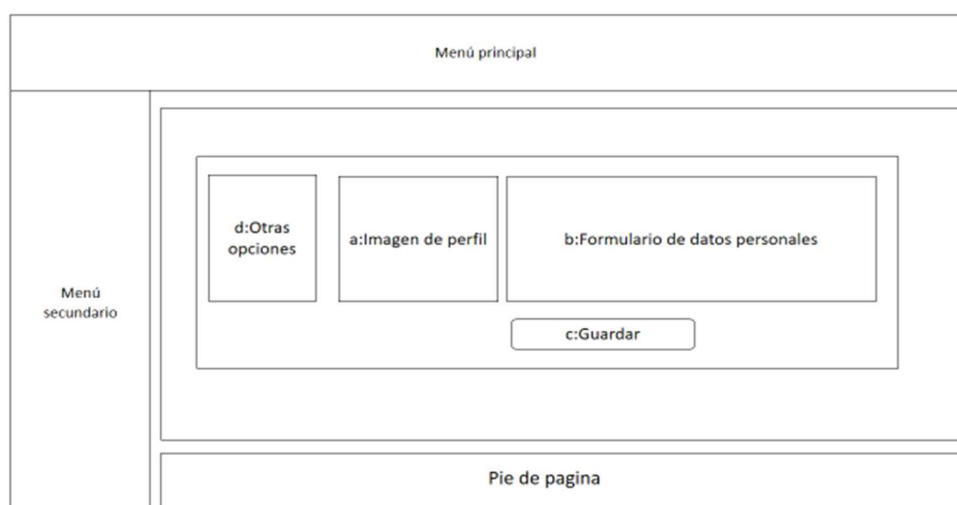 Menú principal
Menú
secundario
d:Otras
opciones
a:Imagen de perfil
b:Formulario de datos personales
c:Guardar
Pie de pagina